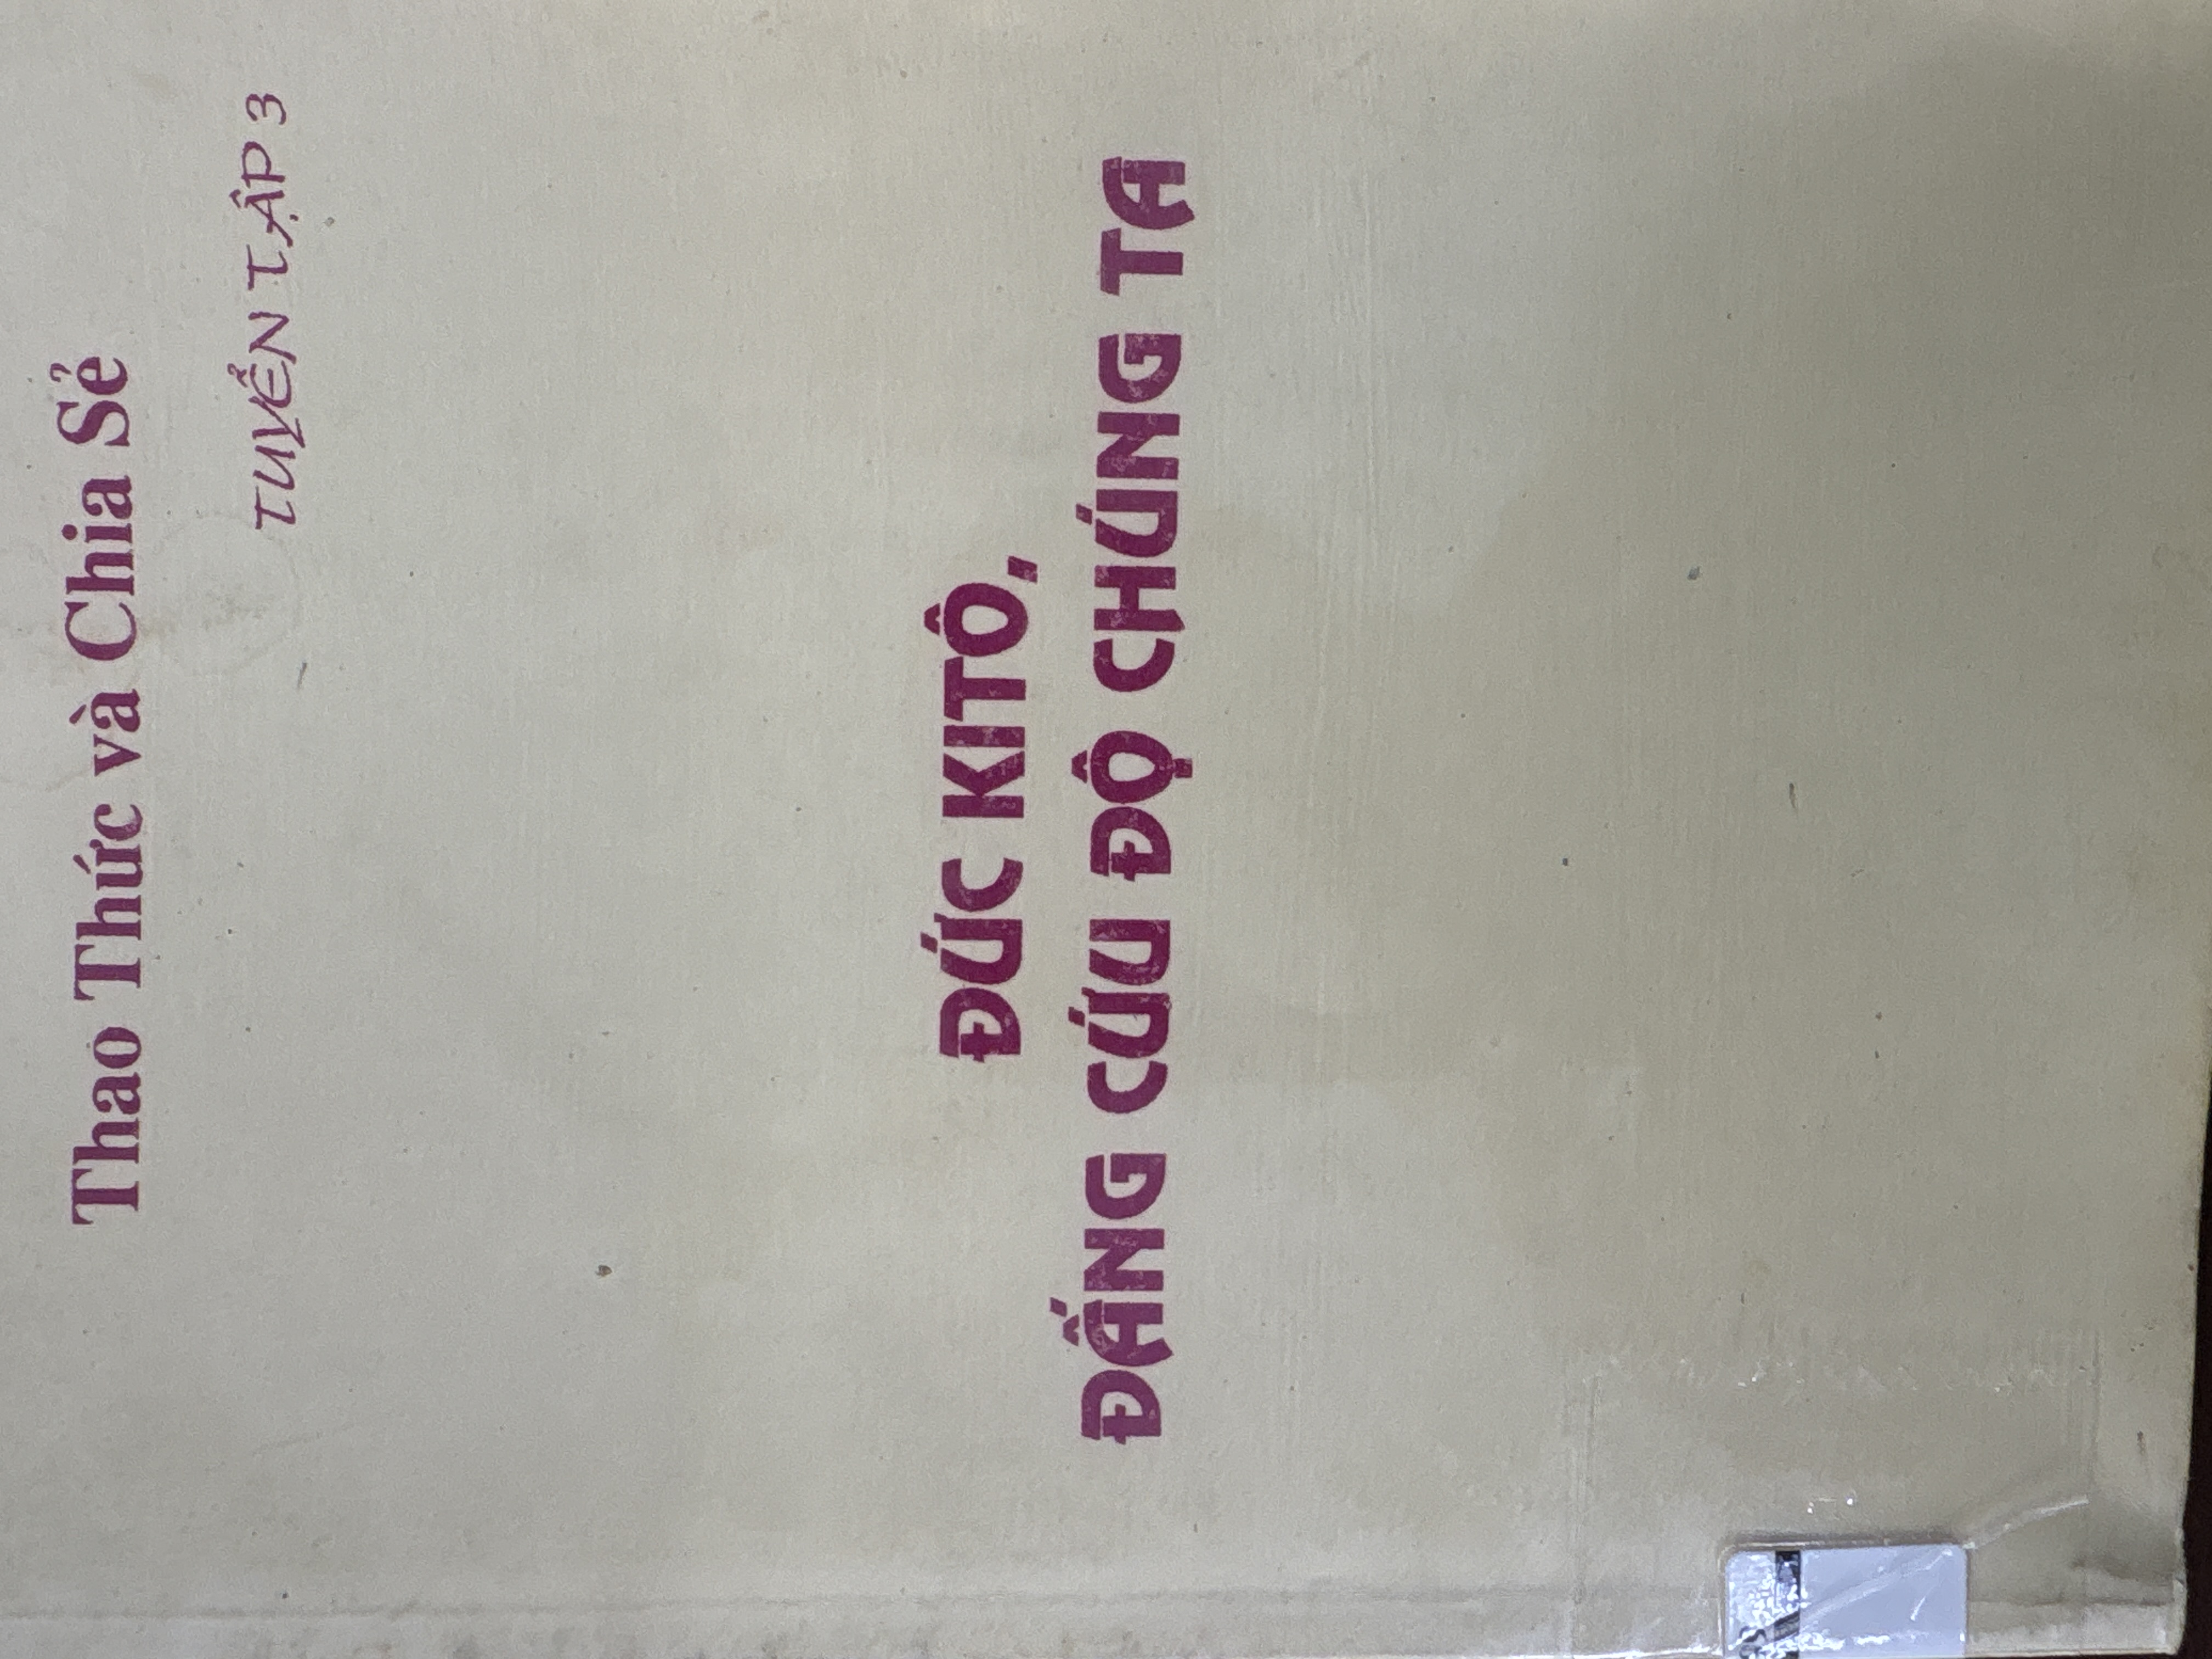 Thao Thức và Chia Sẻ
TUYỂN TẬP 3
ĐỨC KITÔ,
ĐẤNG CỨU ĐỘ CHÚNG TA